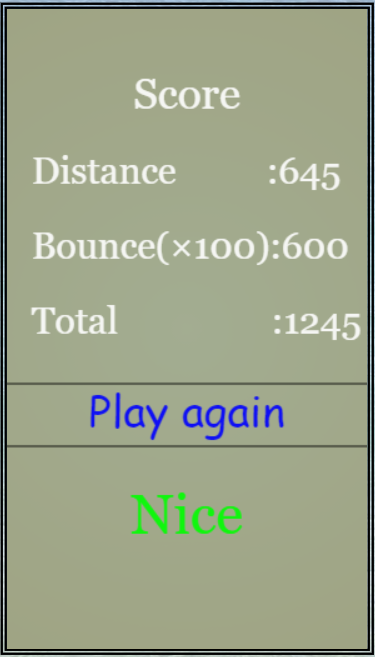 Score
Distance :645
Bounce(×100):600
Total :1245
Play again
Nice